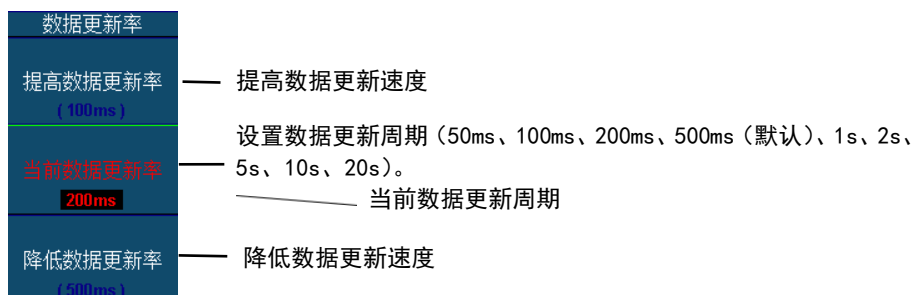 数据更新率
提高数据更新率
(100ms)
提高数据更新速度
当前数据更新率
200ms
设置数据更新周期（50ms、100ms、200ms、500ms（默认）、1s、2s、
5s、10s、20s）。
当前数据更新周期
降低数据更新率
(500ms)
降低数据更新速度